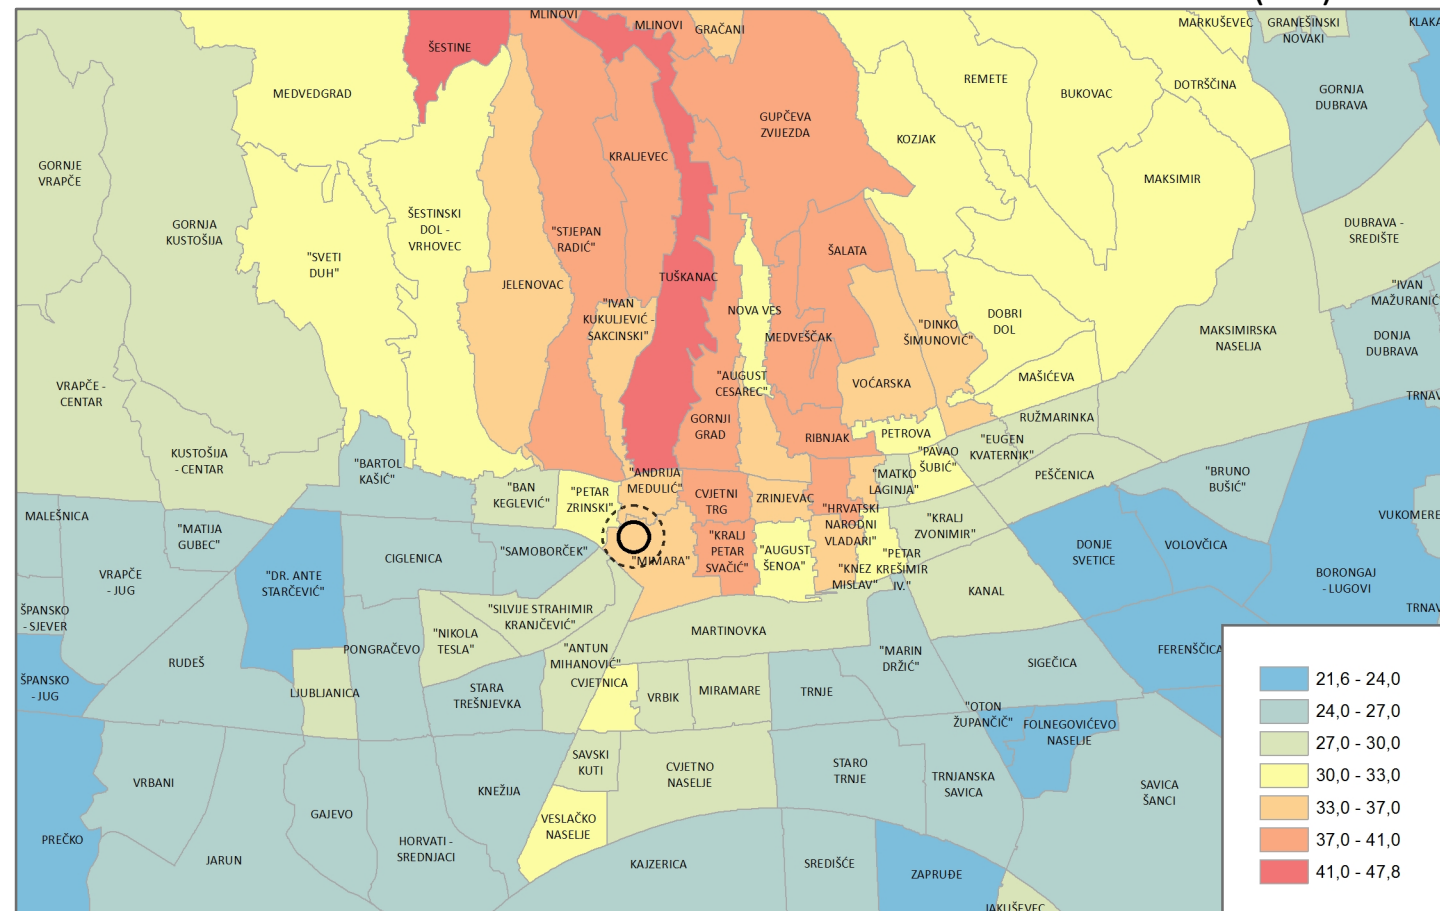 MLINOVI
MLINOVI
GRAČANI
MARKUŠEVEC
GRANEŠINSKI
NOVAKI
ŠESTINE
MEDVEDGRAD
REMETE
BUKOVAC
DOTRŠČINA
GORNJA
DUBRAVA
GUPČEVA
ZVIJEZDA
KOZJAK
GORNJE
VRAPČE
KRALJEVEC
MAKSIMIR
GORNJA
KUSTOŠIJA
ŠESTINSKI
DOL -
VRHOVEC
"STJEPAN
RADIĆ"
"SVETI
DUH"
ŠALATA
DUBRAVA -
SREDIŠTE
JELENOVAC
TUŠKANAC
"IVAN
KUKULJEVIĆ -
SAKCINSKI"
NOVA VES
MEDVEŠČAK
"DINKO
ŠIMUNOVIĆ"
DOBRI
DOL
"IVAN
MAŽURANIĆ
MAKSIMIRSKA
NASELJA
DONJA
DUBRAVA
VRAPČE -
CENTAR
"AUGUST
CESAREC"
VOĆARSKA
MAŠIĆEVA
TRNAV
GORNJI
GRAD
RIBNJAK
PETROVA
RUŽMARINKA
"EUGEN
KVATERNIK"
KUSTOŠIJA
- CENTAR
"BARTOL
KAŠIĆ"
"PAVAO
ŠUBIĆ"
PEŠČENICA
"BRUNO
BUŠIĆ"
"BAN
KEGLEVIĆ"
"PETAR
ZRINSKI"
"ANDRIJA
MEDULIĆ"
CVJETNI
TRG
ZRINJEVAC
"MATKO
LAGINJA"
MALEŠNICA
"MATIJA
GUBEC"
"HRVATSKI
NARODNI
VLADARI"
"KRALJ
ZVONIMIR"
VUKOMERE
CIGLENICA
"SAMOBORČEK"
"MIMARA"
"KRALJ
PETAR
SVAČIĆ"
"AUGUST
ŠENOA"
"KNEZ
MISLAV"
"PETAR
KREŠIMIR
IV."
DONJE
SVETICE
VOLOVČICA
BORONGAJ
- LUGOVI
VRAPČE
- JUG
"DR. ANTE
STARČEVIĆ"
KANAL
ŠPANSKO
- SJEVER
"SILVIJE STRAHIMIR
KRANJČEVIĆ"
TRNAV
"NIKOLA
TESLA"
MARTINOVKA
PONGRAČEVO
RUDEŠ
"ANTUN
MIHANOVIĆ"
CVJETNICA
"MARIN
DRŽIĆ"
SIGEČICA
FERENŠČICA
ŠPANSKO
- JUG
LJUBLJANICA
STARA
TREŠNJEVKA
VRBIK
MIRAMARE
TRNJE
"OTON
ŽUPANČIČ"
FOLNEGOVIĆEVO
NASELJE
VRBANI
KNEŽIJA
SAVSKI
KUTI
CVJETNO
NASELJE
STARO
TRNJE
TRNJANSKA
SAVICA
SAVICA
ŠANCI
GAJEVO
VESLAČKO
NASELJE
PREČKO
JARUN
HORVATI -
SREDNJACI
KAJZERICA
SREDIŠĆE
ZAPRUĐE
JAKUŠEVEC
21,6 - 24,0
24,0 - 27,0
27,0 - 30,0
30,0 - 33,0
33,0 - 37,0
37,0 - 41,0
41,0 - 47,8